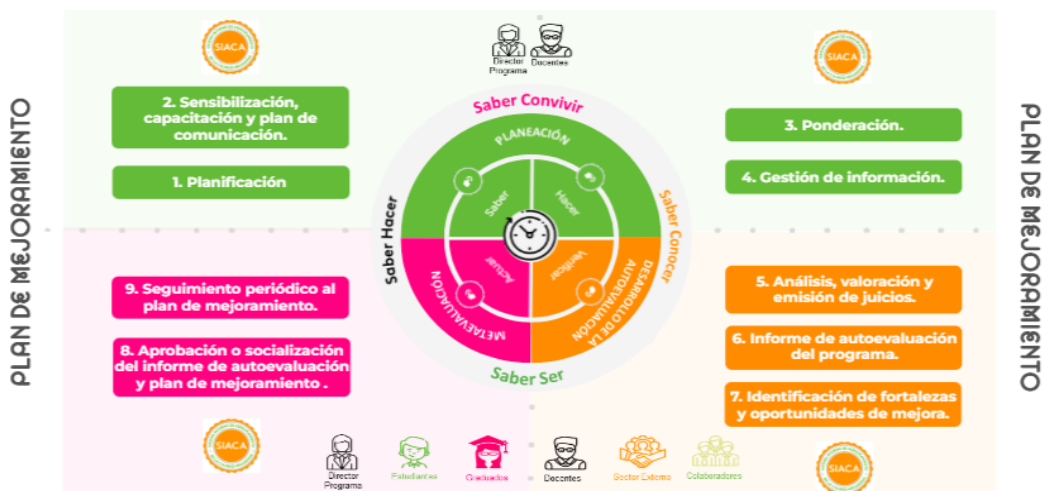 PLAN DE MEJORAMIENTO
SIACA
Director
Programa
Docentes
SIACA
2. Sensibilización,
capacitación y plan de
comunicación.
1. Planificación
3. Ponderación.
4. Gestión de información.
Saber Convivir
PLANEACIÓN
Saber
Hacer
Saber Hacer
Saber Conocer
Actuar
Verificar
METAEVALUACIÓN
DESARROLLO DE LA
AUTOEVALUACIÓN
Saber Ser
9. Seguimiento periódico al
plan de mejoramiento.
8. Aprobación o socialización
del informe de autoevaluación
y plan de mejoramiento .
5. Análisis, valoración y
emisión de juicios.
6. Informe de autoevaluación
del programa.
7. Identificación de fortalezas
y oportunidades de mejora.
PLAN DE MEJORAMIENTO
SIACA
Director
Programa
Estudiantes
Graduados
Docentes
Sector Externo
Colaboradores
SIACA